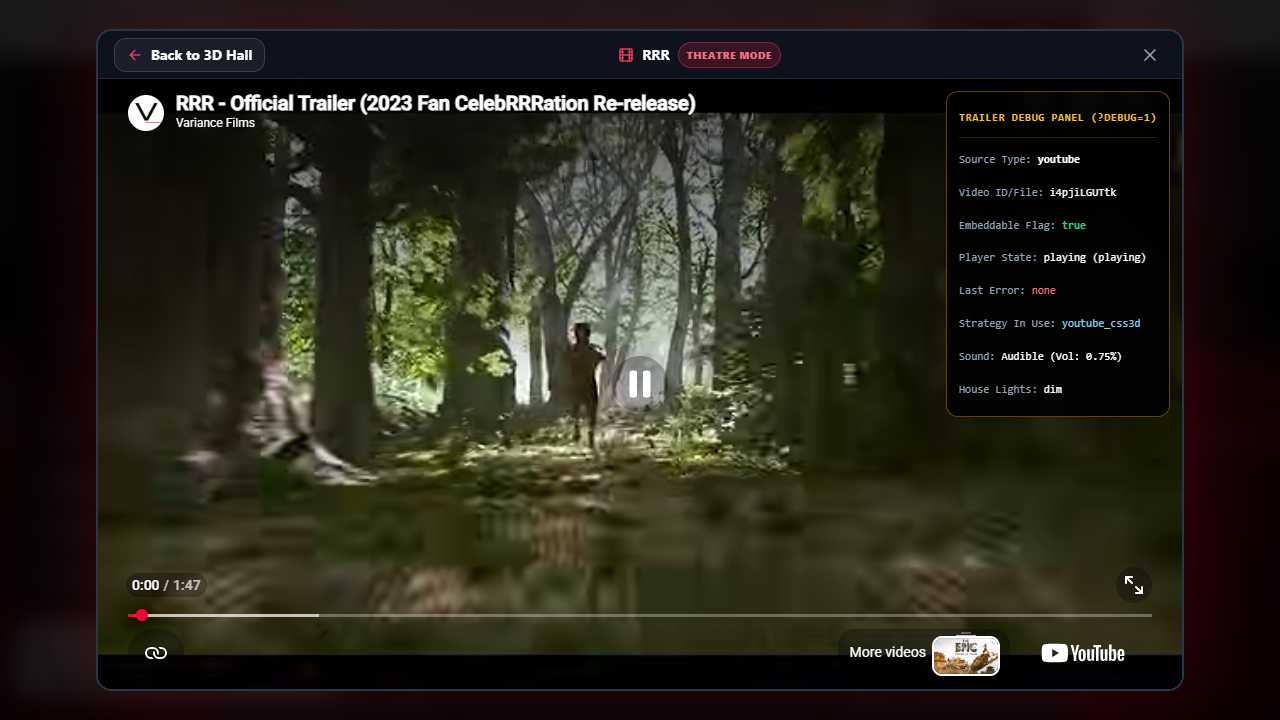 Back to 3D Hall
RRR
THEATRE MODE
RRR - Official Trailer (2023 Fan CelebRRRation Re-release)
Variance Films
TRAILER DEBUG PANEL (?DEBUG=1)
Source Type: youtube
Video ID/File: i4pjiLGUTtk
Embeddable Flag: true
Player State: playing (playing)
Last Error: none
Strategy In Use: youtube_css3d
Sound: Audible (Vol: 0.75%)
House Lights: dim
0:00 / 1:47
More videos
THE
EPIC
YouTube